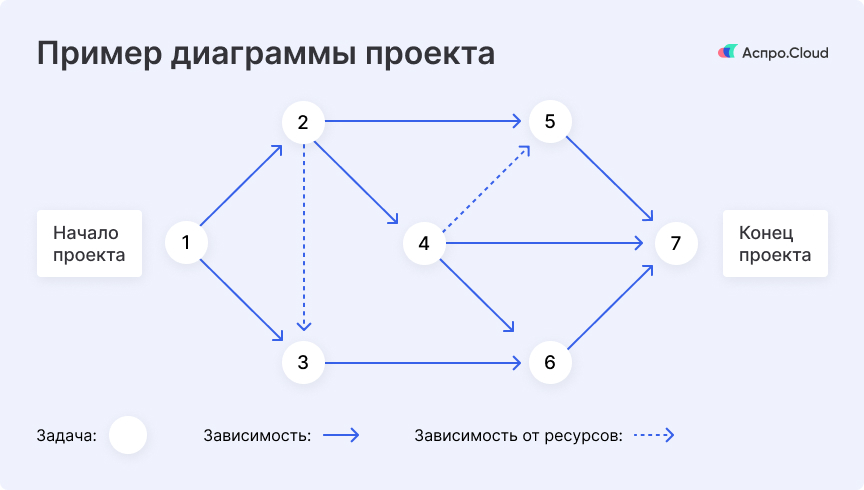 Пример диаграммы проекта
Аспро.Cloud
2
5
Начало
проекта
1
4
7
Конец
проекта
3
6
Задача:
Зависимость:
Зависимость от ресурсов: